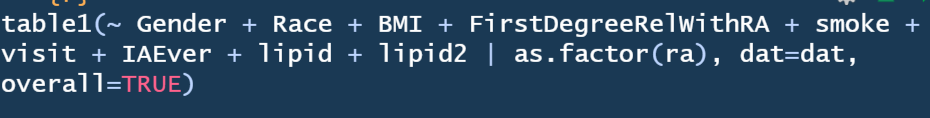 table1(~ Gender + Race + BMI + FirstDegreeRelWithRA + smoke +
visit + IAEver + lipid + lipid2 | as.factor(ra), dat=dat,
overall=TRUE)